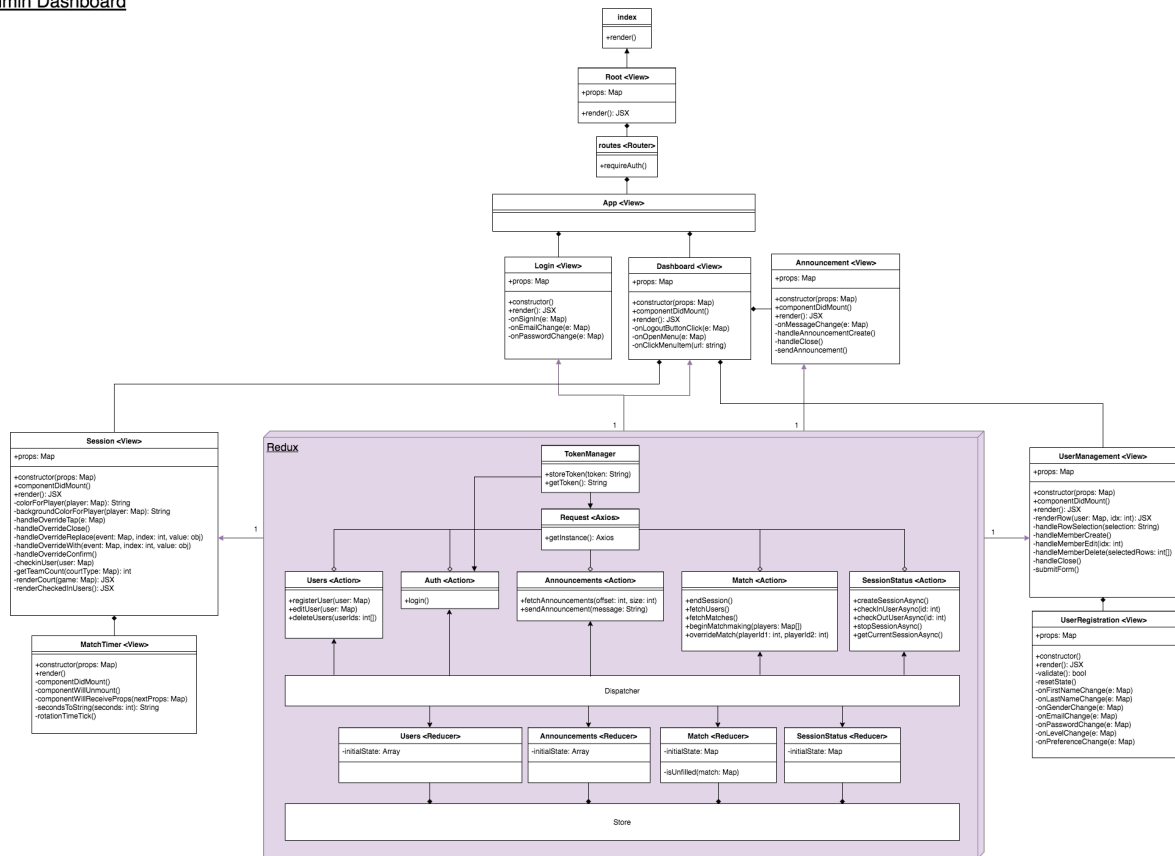 Dashboard
index
+render()
Root <View>
+props: Map
+render(): JSX
routes <Router>
+requireAuth()
App <View>
Login <View>
+props: Map
+constructor()
+render(): JSX
-onSignIn(e: Map)
-onEmailChange(e: Map)
-onPasswordChange(e: Map)
Dashboard <View>
+props: Map
+constructor(props: Map)
+componentDidMount()
+render(): JSX
-onLogoutButtonClick(e: Map)
-onOpenMenu(e: Map)
-onClickMenuItem(url: string)
Announcement <View>
+props: Map
+constructor(props: Map)
+componentDidMount()
+render(): JSX
-onMessageChange(e: Map)
-handleAnnouncementCreate()
-handleClose()
-sendAnnouncement()
1
1
Session <View>
+props: Map
+constructor(props: Map)
+componentDidMount()
+render(): JSX
-colorForPlayer(player: Map): String
-backgroundColorForPlayer(player: Map): String
-handleOverrideTap(e: Map)
-handleOverrideClose()
-handleOverrideReplace(event: Map, index: int, value: obj)
-handleOverrideWith(event: Map, index: int, value: obj)
-handleOverrideConfirm()
-checkinUser(user: Map)
-getTeamCount(courtType: Map): int
-renderCourt(game: Map): JSX
-renderCheckedInUsers(): JSX
1
MatchTimer <View>
+constructor(props: Map)
+render()
-componentDidMount()
-componentWillUnmount()
-componentWillReceiveProps(nextProps: Map)
-secondsToString(seconds: int): String
-rotationTimeTick()
Redux
TokenManager
+storeToken(token: String)
+getToken(): String
Request <Axios>
+getInstance(): Axios
Users <Action>
+registerUser(user: Map)
+editUser(user: Map)
+deleteUsers(userIds: int[])
Auth <Action>
+login()
Announcements <Action>
+fetchAnnouncements(offset: int, size: int)
+sendAnnouncement(message: String)
Match <Action>
+endSession()
+fetchUsers()
+fetchMatches()
+beginMatchmaking(players: Map[])
+overrideMatch(playerId1: int, playerId2: int)
SessionStatus <Action>
+createSessionAsync()
+checkInUserAsync(id: int)
+checkOutUserAsync(id: int)
+stopSessionAsync()
+getCurrentSessionAsync()
Dispatcher
Users <Reducer>
-initialState: Array
Announcements <Reducer>
-initialState: Array
Match <Reducer>
-initialState: Map
-isUnfilled(match: Map)
SessionStatus <Reducer>
-initialState: Map
Store
1
UserManagement <View>
+props: Map
+constructor(props: Map)
+componentDidMount()
+render(): JSX
-renderRow(user: Map, idx: int): JSX
-handleRowSelection(selection: String)
-handleMemberCreate()
-handleMemberEdit(idx: int)
-handleMemberDelete(selectedRows: int[])
-handleClose()
-submitForm()
UserRegistration <View>
+props: Map
+constructor()
+render(): JSX
-validate(): bool
-resetState()
-onFirstNameChange(e: Map)
-onLastNameChange(e: Map)
-onGenderChange(e: Map)
-onEmailChange(e: Map)
-onPasswordChange(e: Map)
-onLevelChange(e: Map)
-onPreferenceChange(e: Map)